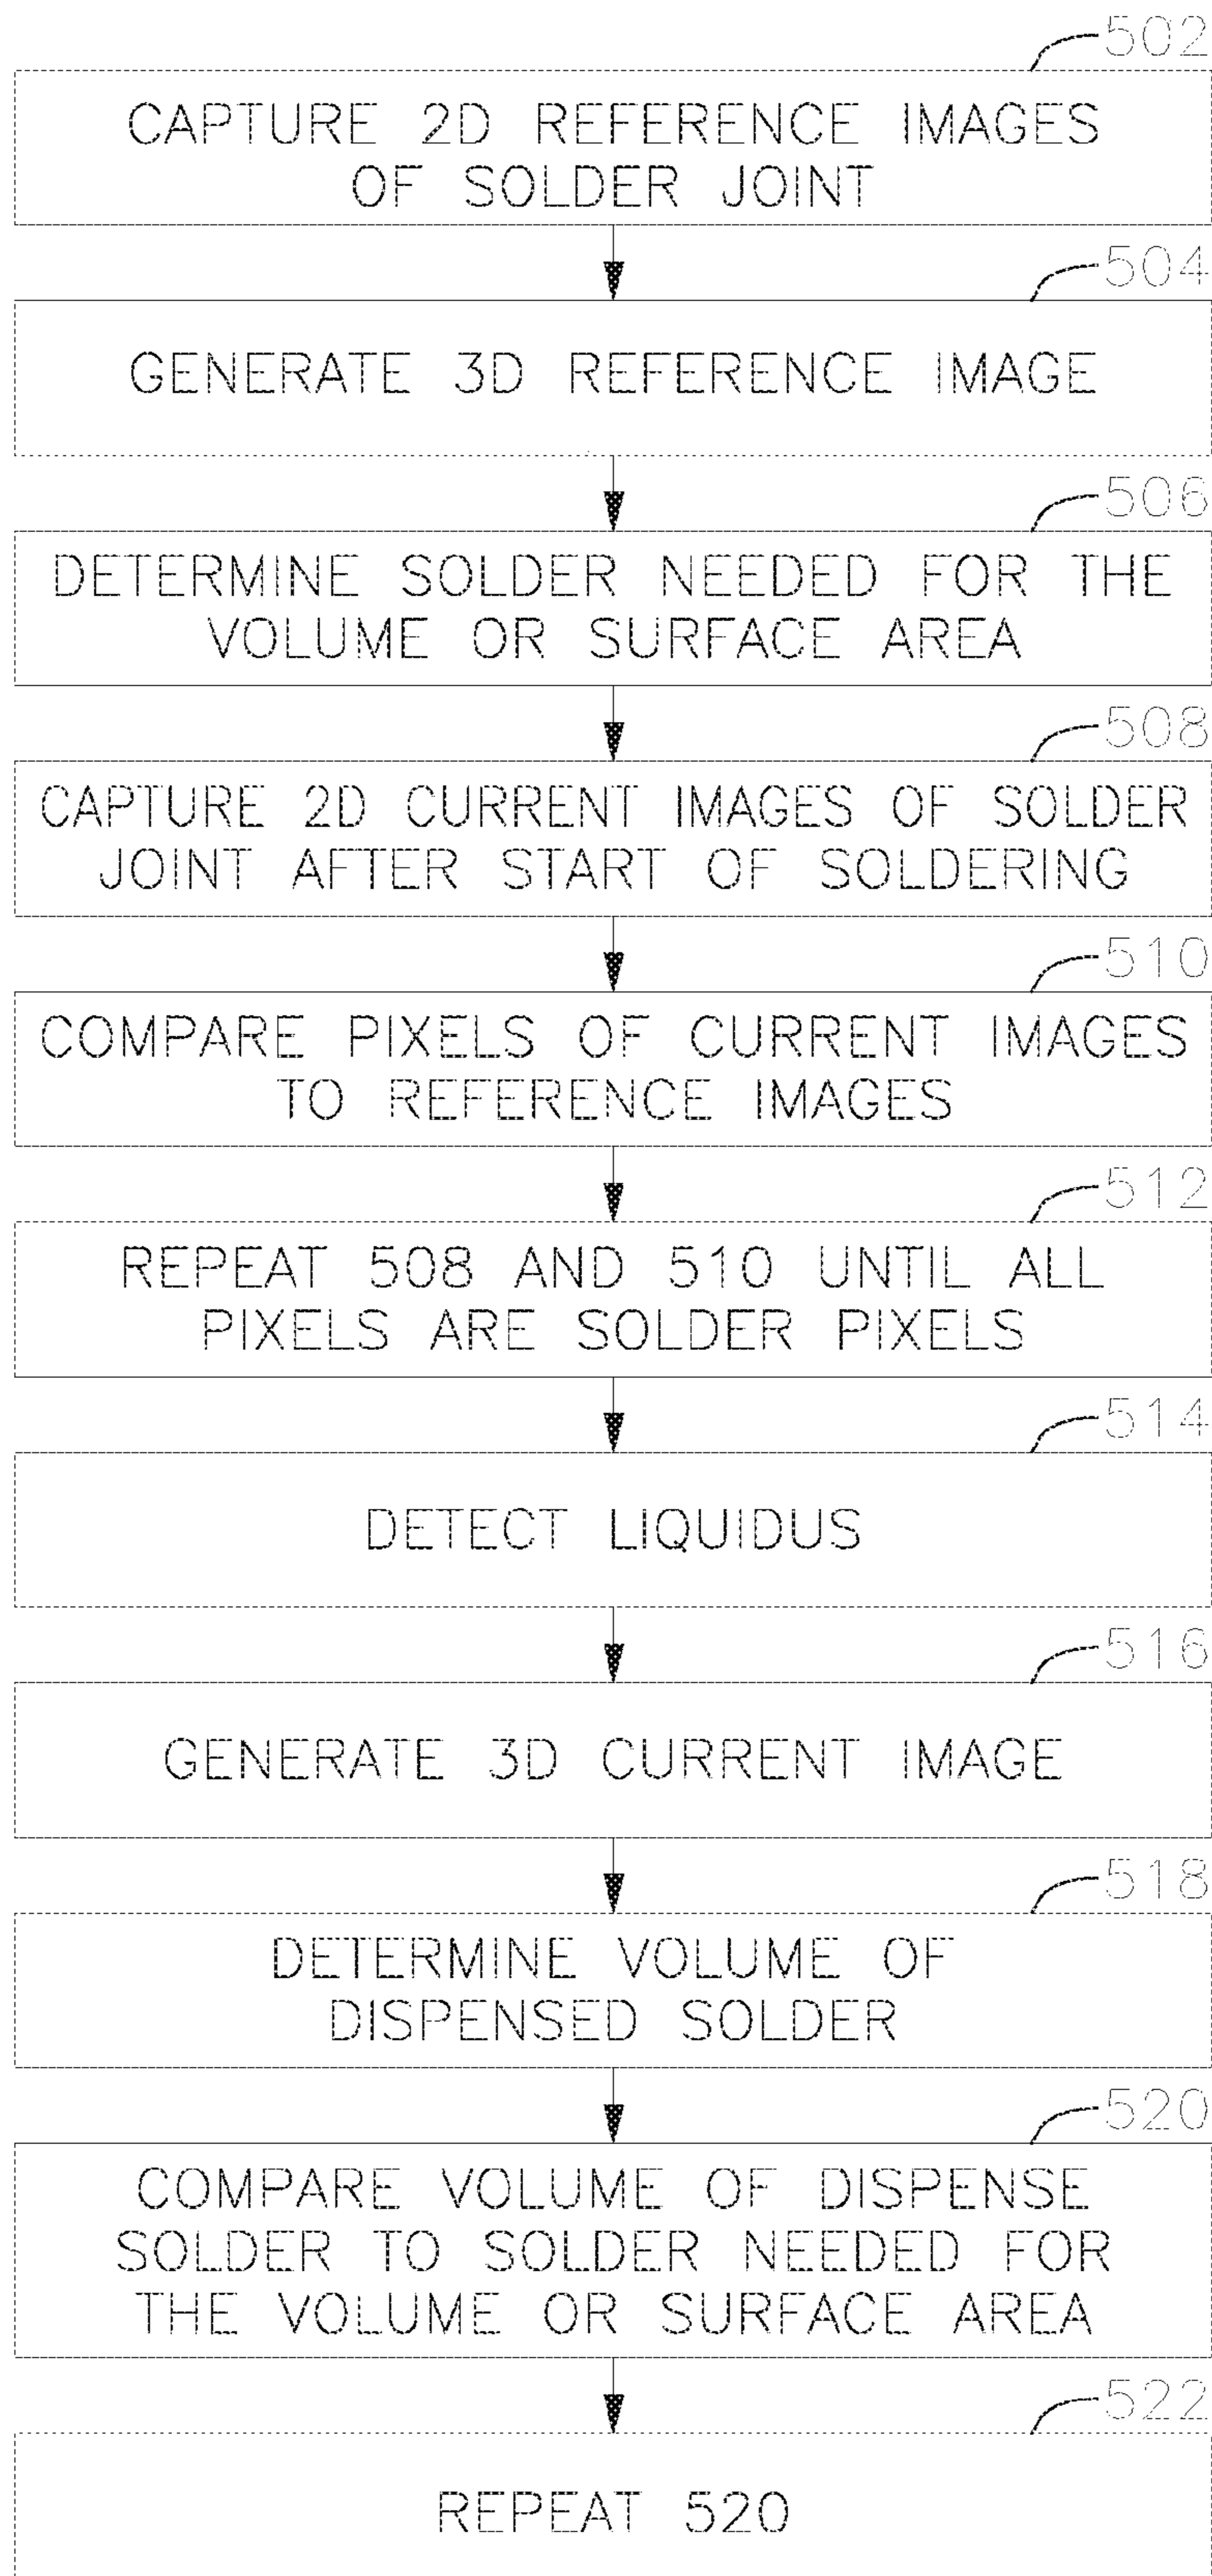 502
CAPTURE 2D REFERENCE IMAGES
OF SOLDER JOINT
504
GENERATE 3D REFERENCE IMAGE
506
DETERMINE SOLDER NEEDED FOR THE
VOLUME OR SURFACE AREA
508
CAPTURE 2D CURRENT IMAGES OF SOLDER
JOINT AFTER START OF SOLDERING
510
COMPARE PIXELS OF CURRENT IMAGES
TO REFERENCE IMAGES
512
REPEAT 508 AND 510 UNTIL ALL
PIXELS ARE SOLDER PIXELS
514
DETECT LIQUIDUS
516
GENERATE 3D CURRENT IMAGE
518
DETERMINE VOLUME OF
DISPENSED SOLDER
520
COMPARE VOLUME OF DISPENSE
SOLDER TO SOLDER NEEDED FOR
THE VOLUME OR SURFACE AREA
522
REPEAT 520